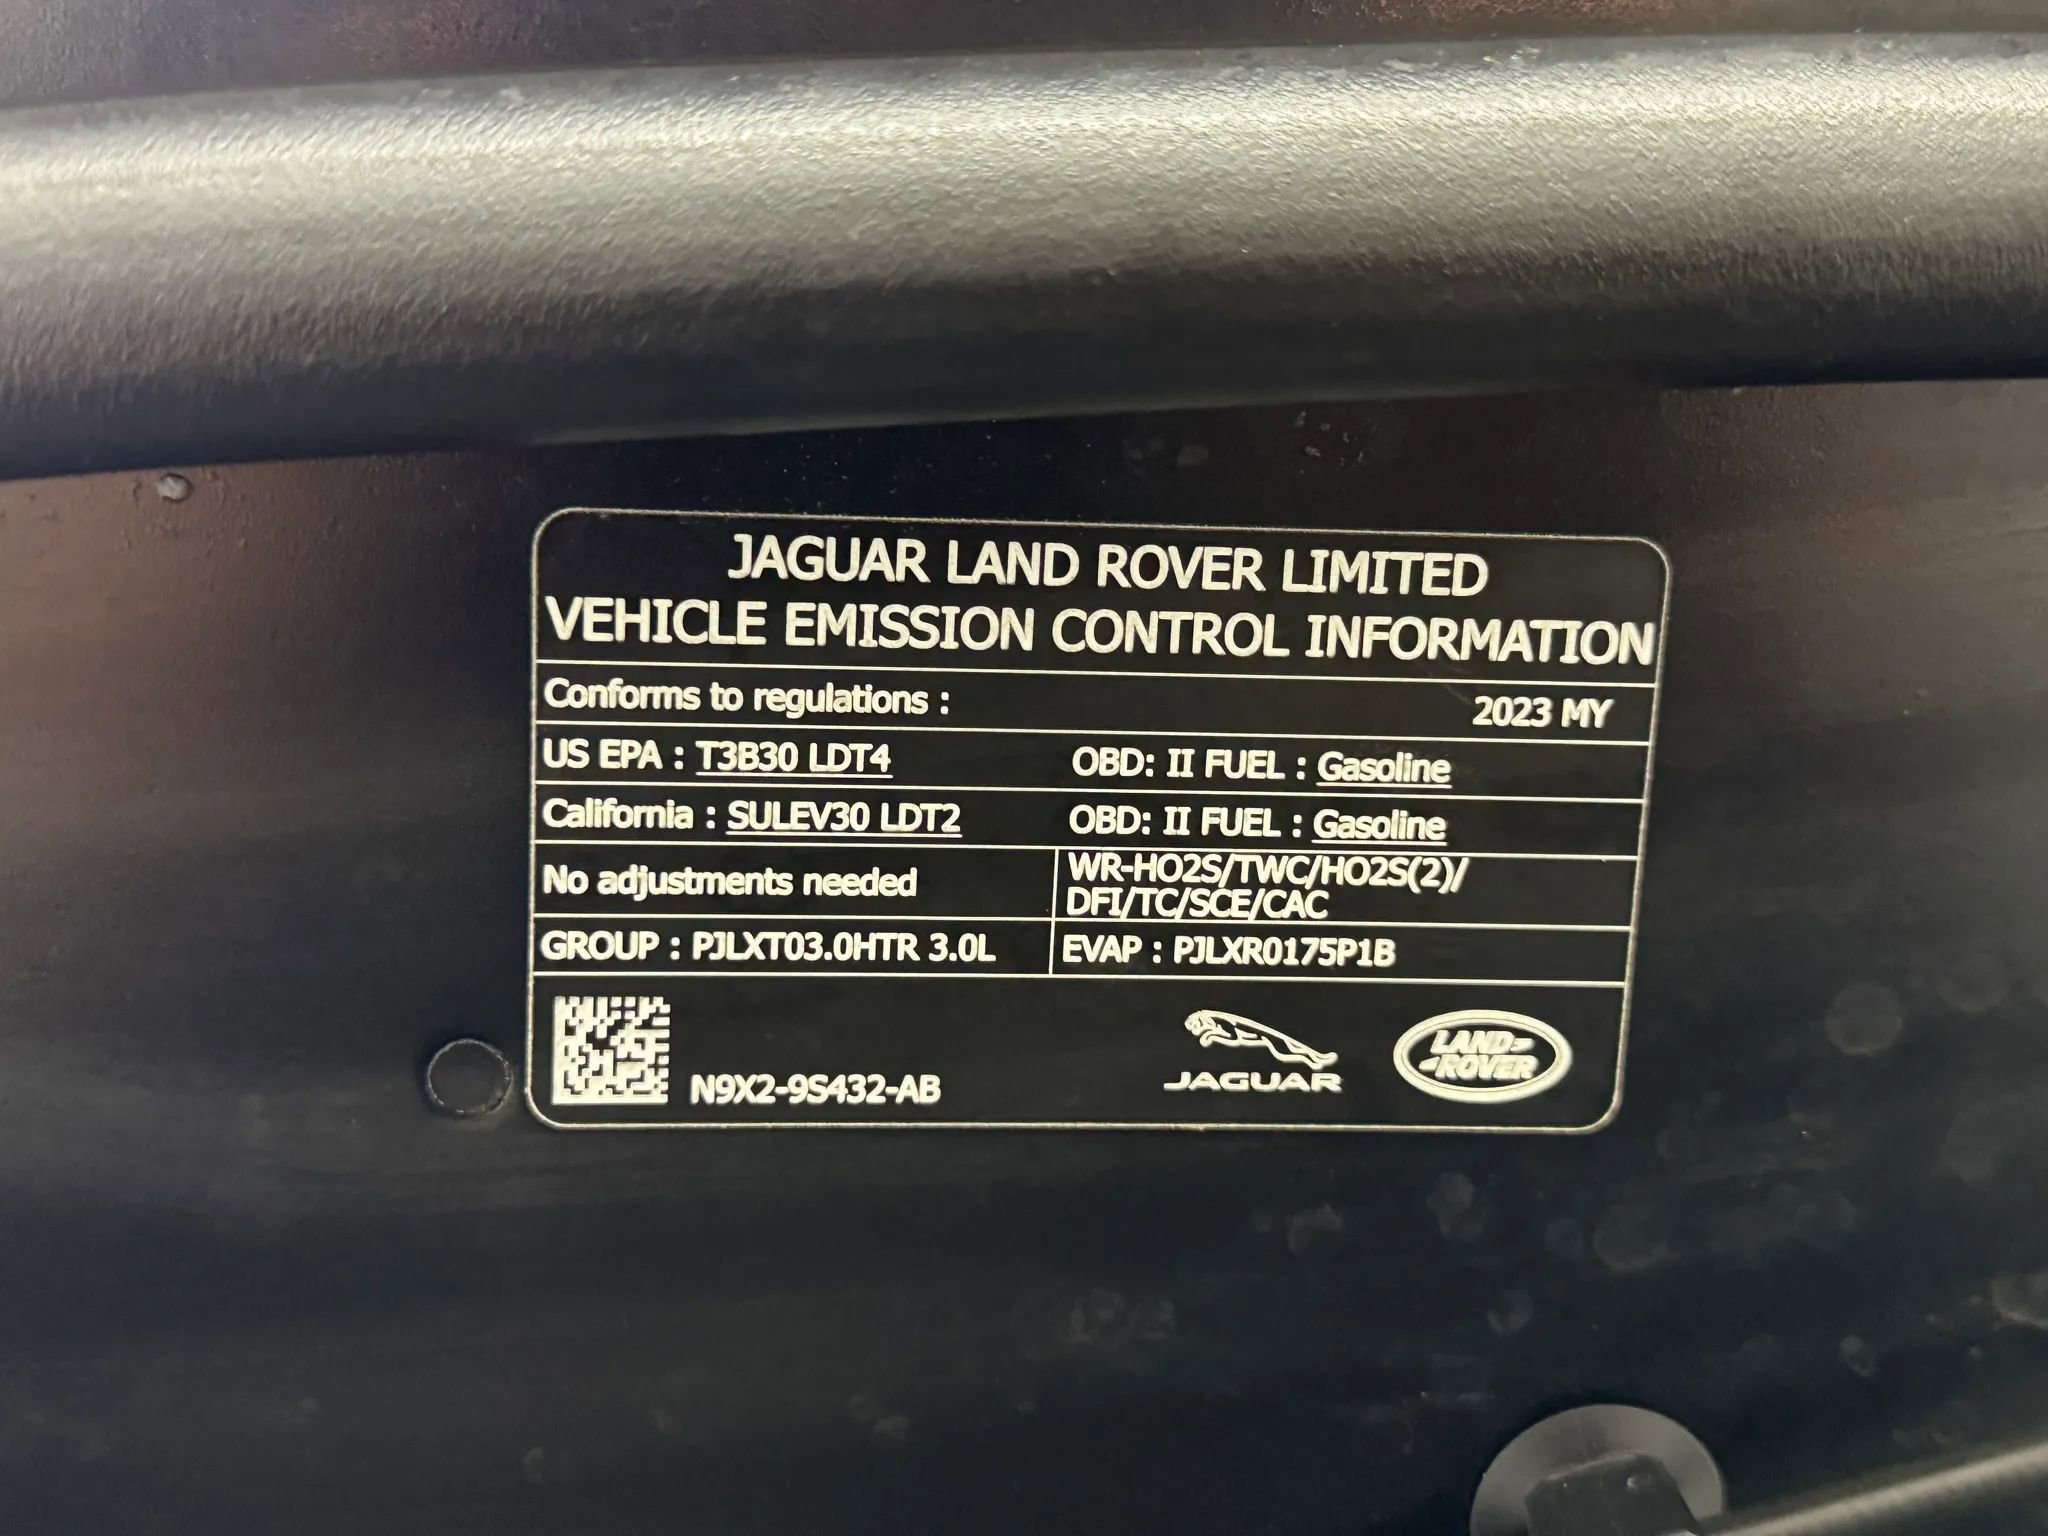 JAGUAR LAND ROVER LIMITED
VEHICLE EMISSION CONTROL INFORMATION
Conforms to regulations : 2023 MY
US EPA : T3B30 LDT4 OBD: II FUEL : Gasoline
California : SULEV30 LDT2 OBD: II FUEL : Gasoline
No adjustments needed
WR-HO2S/TWC/HO2S(2)/
DFI/TC/SCE/CAC
GROUP : PJLXT03.0HTR 3.0L EVAP : PJLXR0175P1B
N9X2-9S432-AB
JAGUAR
LAND
ROVER